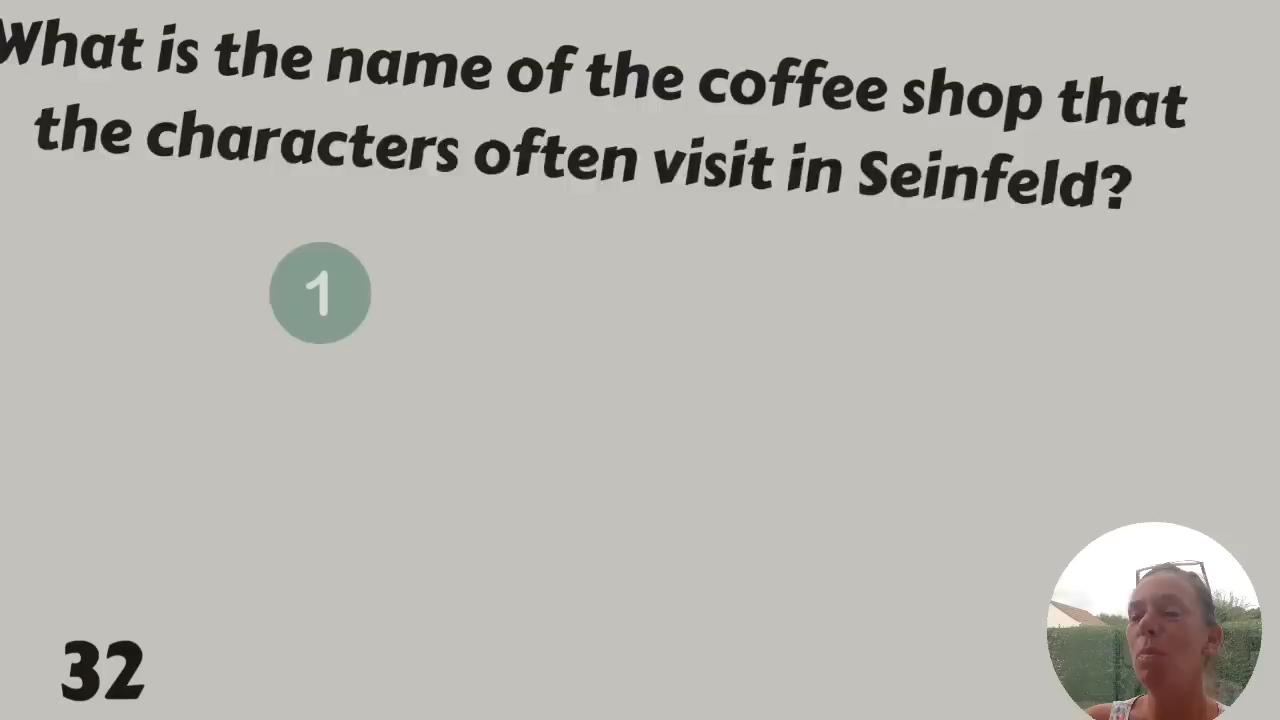 What is the name of the coffee shop that
the characters often visit in Seinfeld?
1
32